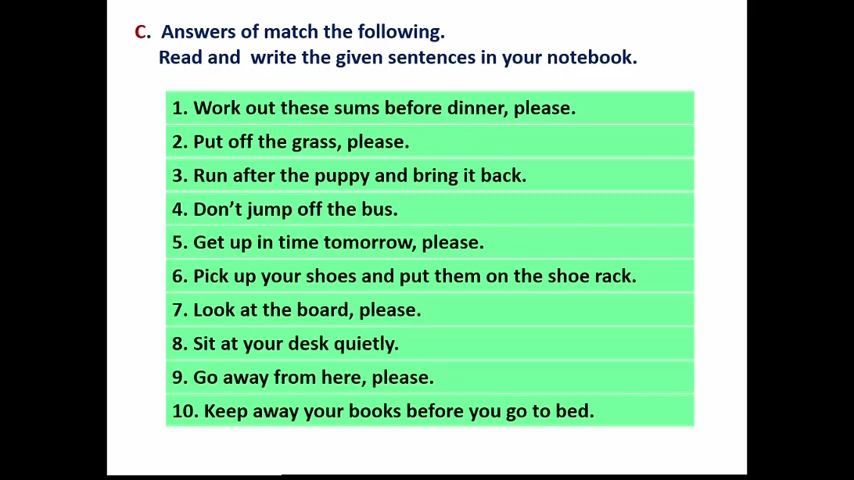 C. Answers of match the following.
Read and write the given sentences in your notebook.
1. Work out these sums before dinner, please.
2. Put off the grass, please.
3. Run after the puppy and bring it back.
4. Don’t jump off the bus.
5. Get up in time tomorrow, please.
6. Pick up your shoes and put them on the shoe rack.
7. Look at the board, please.
8. Sit at your desk quietly.
9. Go away from here, please.
10. Keep away your books before you go to bed.